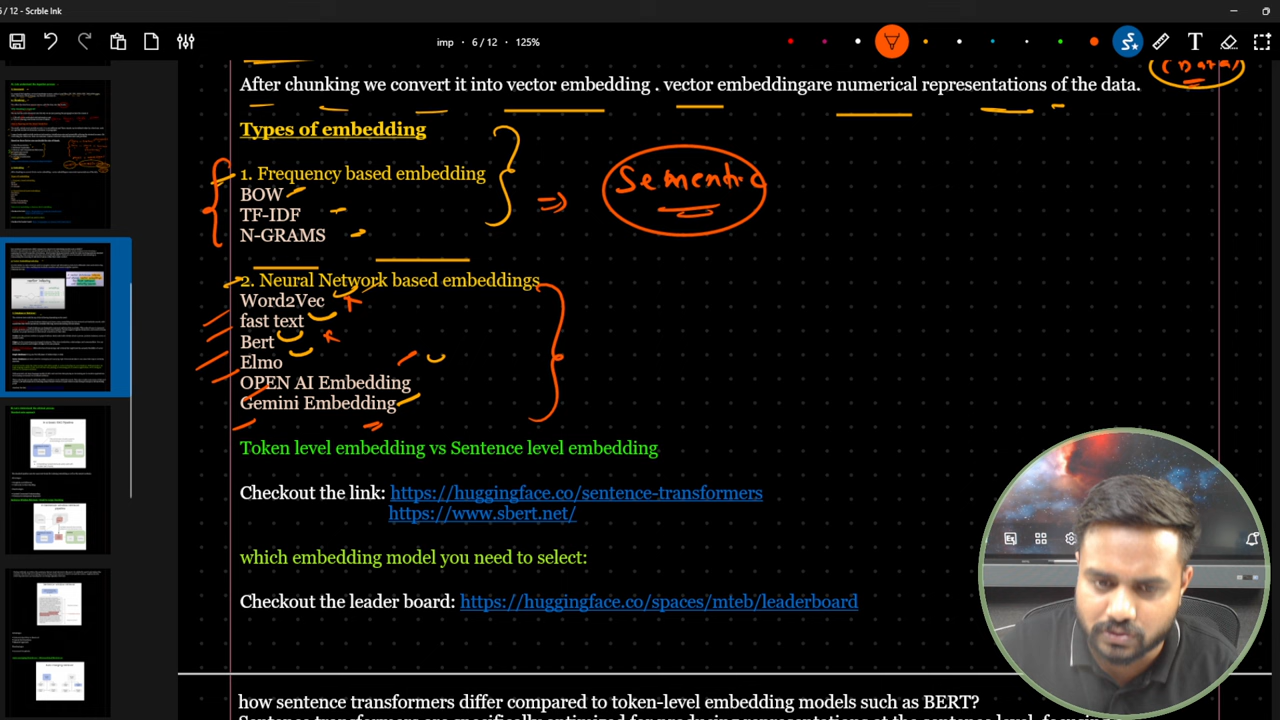 6 / 12 - Scrble Ink
imp • 6 / 12 • 125%
After chunking we convert it into vector embedding . vector embeddingare numerical representations of the data.
(Data)
Types of embedding
1. Frequency based embedding
BOW
TF-IDF
N-GRAMS
Sementic
2. Neural Network based embeddings
Word2Vec
fast text
Bert
Elmo
OPEN AI Embedding
Gemini Embedding
Token level embedding vs Sentence level embedding
Checkout the link: https://huggingface.co/sentence-transformers
https://www.sbert.net/
which embedding model you need to select:
Checkout the leader board: https://huggingface.co/spaces/mteb/leaderboard
how sentence transformers differ compared to token-level embedding models such as BERT?